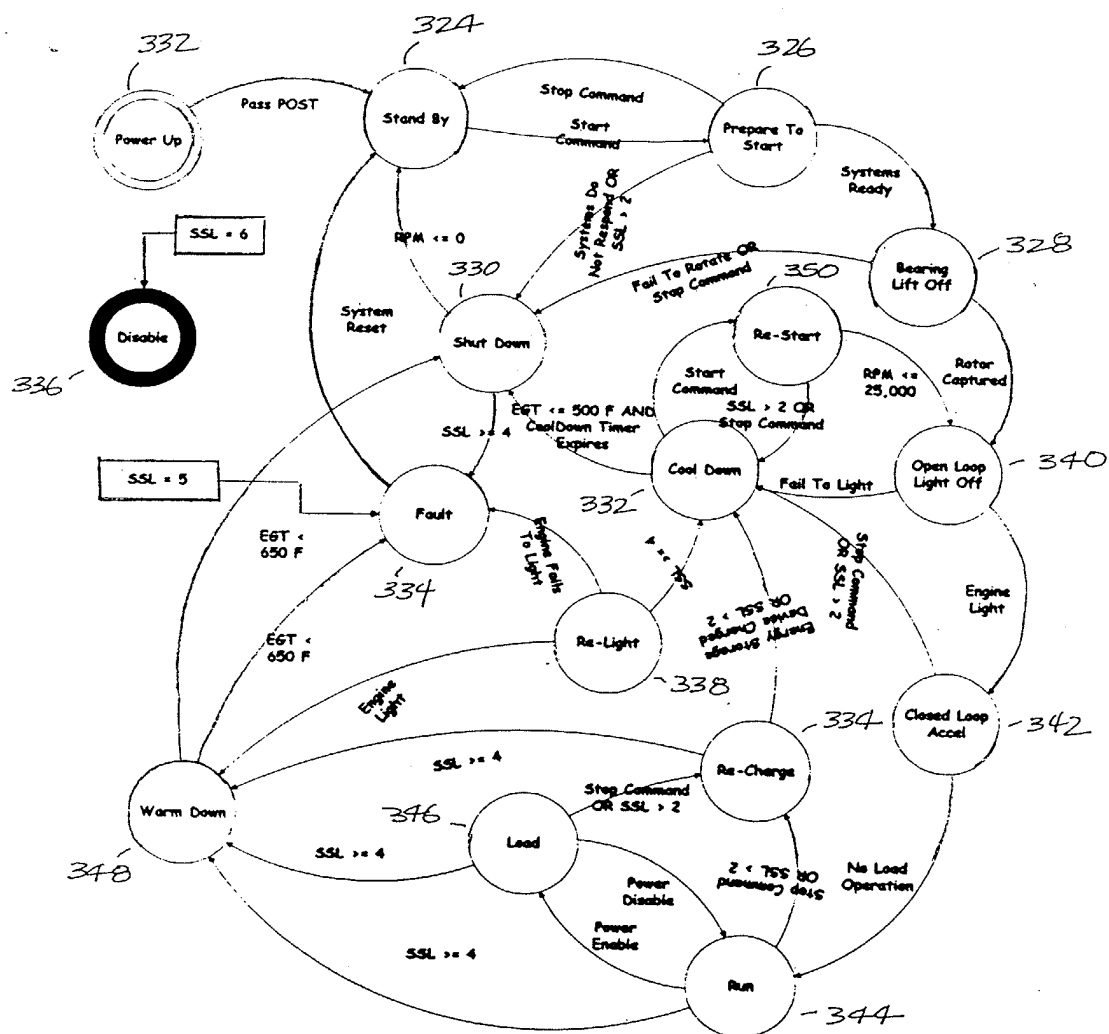 332
324
326
Power Up
Pass POST
Stand By
Stop Command
Start
Command
Prepare To
Start
Systems
Ready
SSL = 6
Disable
336
RPM <= 0
330
Systems Do
Not Respond OR
SSL > 2
Fail To Rotate OR
Stop Command
328
Bearing
Lift Off
350
System
Reset
Shut Down
Re-Start
Start
Command
RPM <=
25,000
Rotor
Captured
EGT <= 500 F AND
CoolDown Timer
Expires
SSL > 2 OR
Stop Command
SSL >= 4
SSL = 5
Fault
334
Cool Down
332
Fail To Light
Open Loop
Light Off
340
EGT <
650 F
Engine Fails
To Light
SSL >= 4
Energy Storage
Device Charged
OR SSL > 2
Stop Command
OR SSL > 2
Engine
Light
EGT <
650 F
Re-Light
338
Engine
Light
334
Closed Loop
Accel
342
SSL >= 4
Re-Charge
Stop Command
OR SSL > 2
Warm Down
348
346
Load
SSL >= 4
Power
Disable
Power
Enable
Stop Command
OR SSL > 2
No Load
Operation
SSL >= 4
Run
344